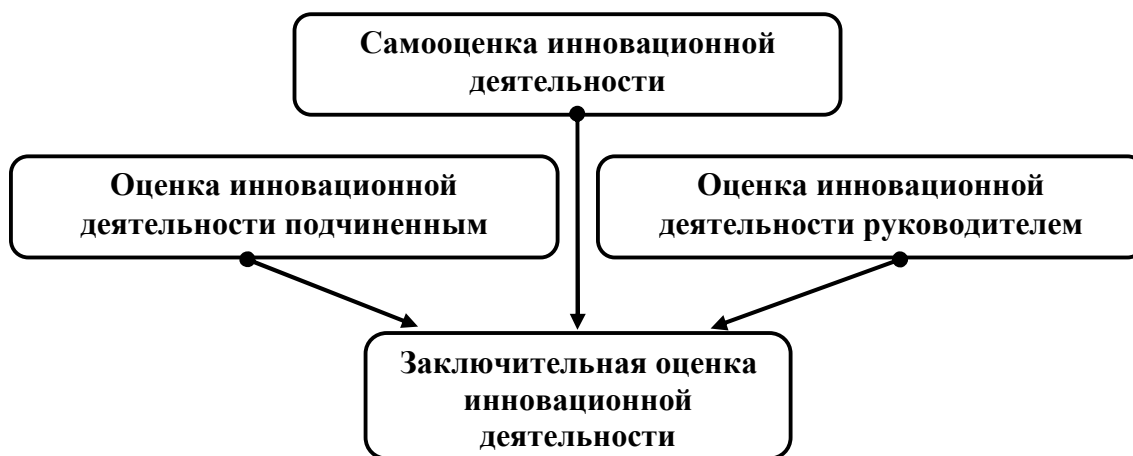 Самооценка инновационной
деятельности
Оценка инновационной
деятельности подчиненным
Оценка инновационной
деятельности руководителем
Заключительная оценка
инновационной
деятельности